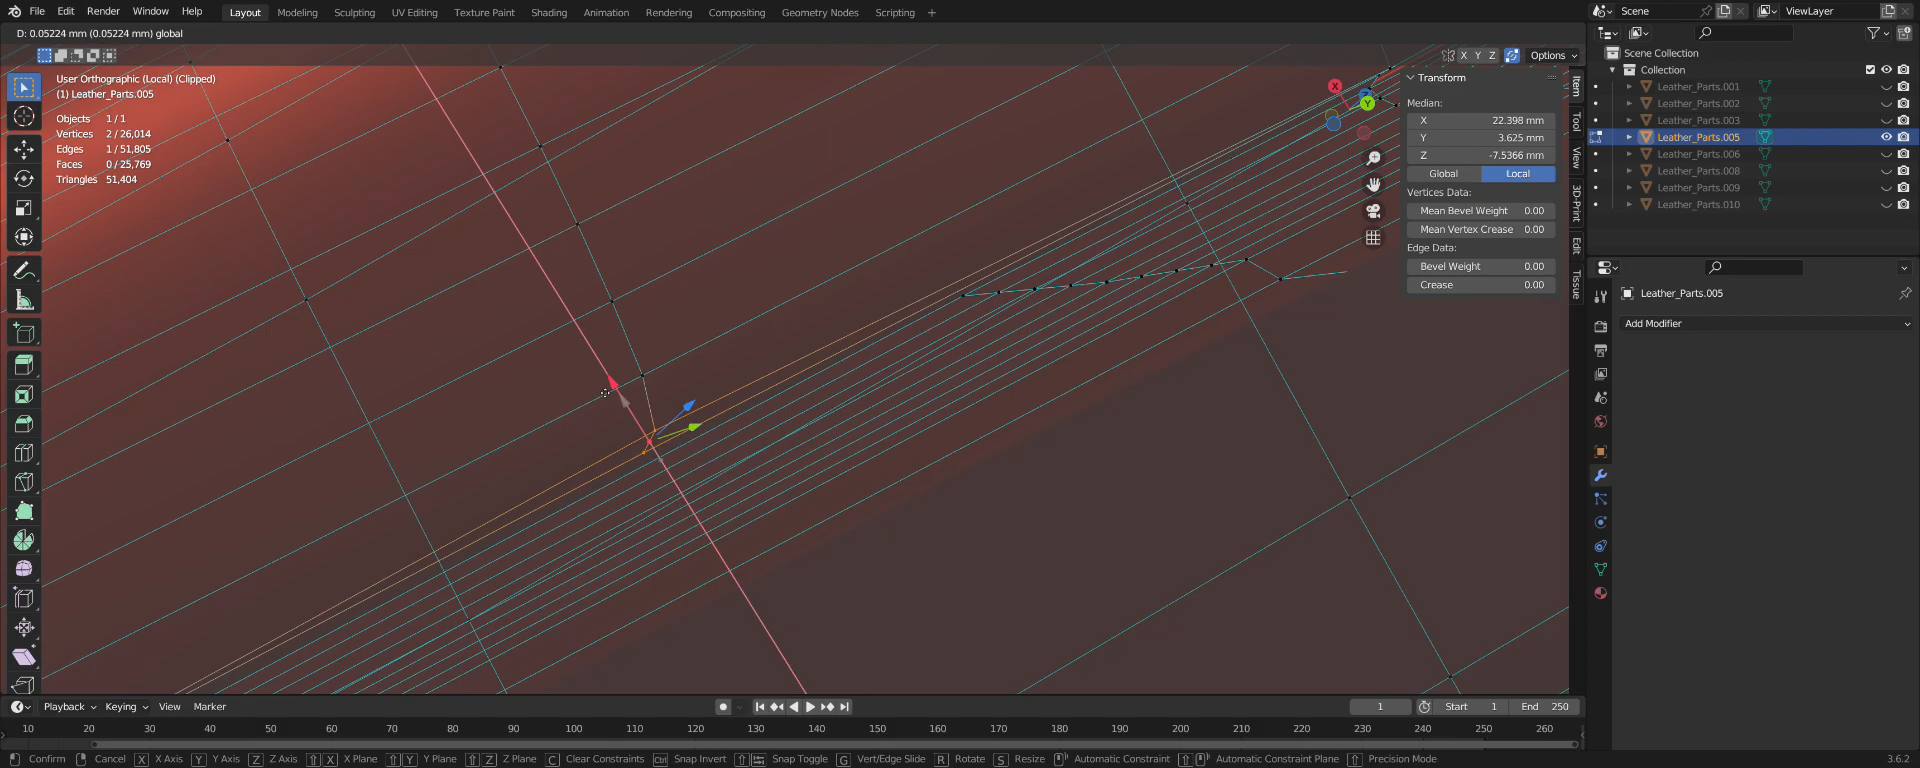 File Edit Render Window Help Layout Modeling Sculpting UV Editing Texture Paint Shading Animation Rendering Compositing Geometry Nodes Scripting + Scene ViewLayer
D: 0.05224 mm (0.05224 mm) global
X Y Z Options
User Orthographic (Local) (Clipped)
(1) Leather_Parts.005
Objects 1 / 1
Vertices 2 / 26,014
Edges 1 / 51,805
Faces 0 / 25,769
Triangles 51,404
X
Y
Transform
Median:
X 22.398 mm
Y 3.625 mm
Z -7.5366 mm
Global Local
Vertices Data:
Mean Bevel Weight 0.00
Mean Vertex Crease 0.00
Edge Data:
Bevel Weight 0.00
Crease 0.00
Item
Tool
View
3D-Print
Edit
Tissue
Scene Collection
Collection
Leather_Parts.001
Leather_Parts.002
Leather_Parts.003
Leather_Parts.005
Leather_Parts.006
Leather_Parts.008
Leather_Parts.009
Leather_Parts.010
Leather_Parts.005
Add Modifier
Playback Keying View Marker 1 Start 1 End 250
10 20 30 40 50 60 70 80 90 100 110 120 130 140 150 160 170 180 190 200 210 220 230 240 250 260
Confirm Cancel X X Axis Y Y Axis Z Z Axis X X Plane Y Y Plane Z Z Plane C Clear Constraints Ctrl Snap Invert Snap Toggle G Vert/Edge Slide R Rotate S Resize Automatic Constraint Automatic Constraint Plane Precision Mode 3.6.2